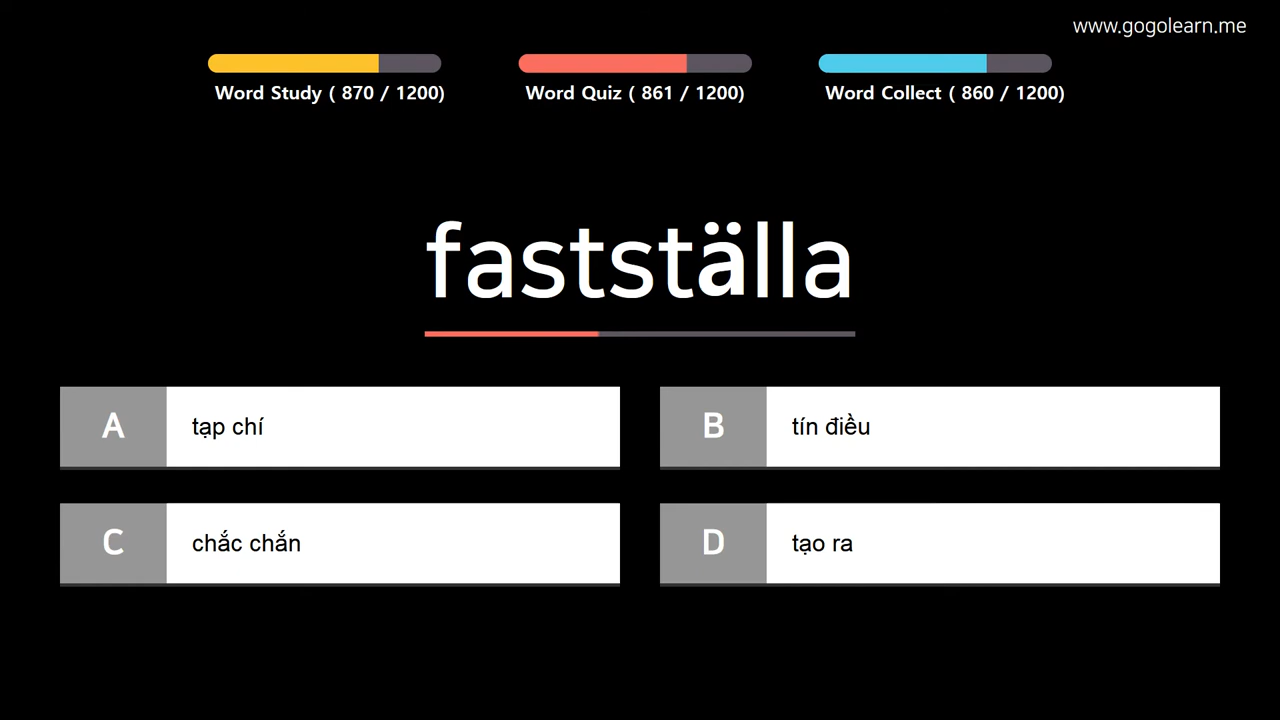 www.gogolearn.me
Word Study ( 870 / 1200)
Word Quiz ( 861 / 1200)
Word Collect ( 860 / 1200)
fastställa
A
tạp chí
B
tín điều
C
chắc chắn
D
tạo ra